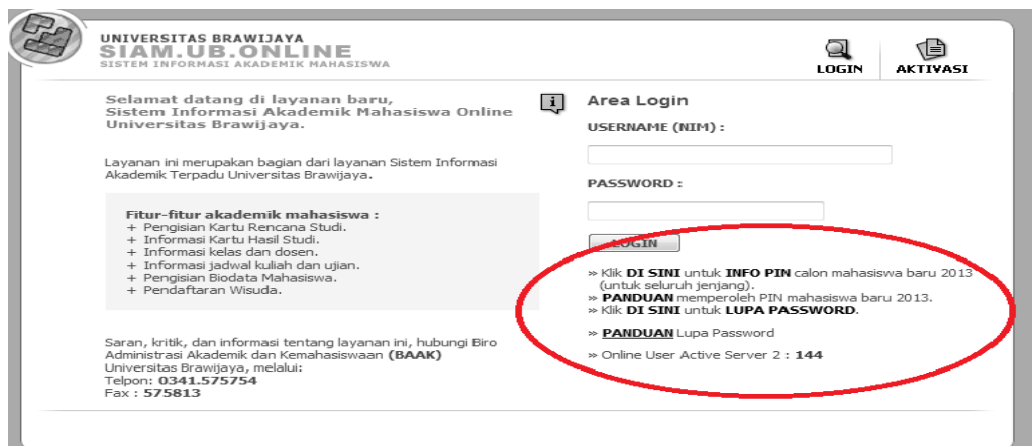 UNIVERSITAS BRAWIJAYA
SIAM.UB.ONLINE
SISTEM INFORMASI AKADEMIK MAHASISWA
LOGIN
AKTIVASI
Selamat datang di layanan baru,
Sistem Informasi Akademik Mahasiswa Online
Universitas Brawijaya.
Layanan ini merupakan bagian dari layanan Sistem Informasi
Akademik Terpadu Universitas Brawijaya.
Fitur-fitur akademik mahasiswa :
+ Pengisian Kartu Rencana Studi.
+ Informasi Kartu Hasil Studi.
+ Informasi kelas dan dosen.
+ Informasi jadwal kuliah dan ujian.
+ Pengisian Biodata Mahasiswa.
+ Pendaftaran Wisuda.
Saran, kritik, dan informasi tentang layanan ini, hubungi Biro
Administrasi Akademik dan Kemahasiswaan (BAAK)
Universitas Brawijaya, melalui:
Telpon: 0341.575754
Fax : 575813
Area Login
USERNAME (NIM) :
PASSWORD :
LOGIN
» Klik DI SINI untuk INFO PIN calon mahasiswa baru 2013
(untuk seluruh jenjang).
» PANDUAN memperoleh PIN mahasiswa baru 2013.
» Klik DI SINI untuk LUPA PASSWORD.
» PANDUAN Lupa Password
» Online User Active Server 2 : 144